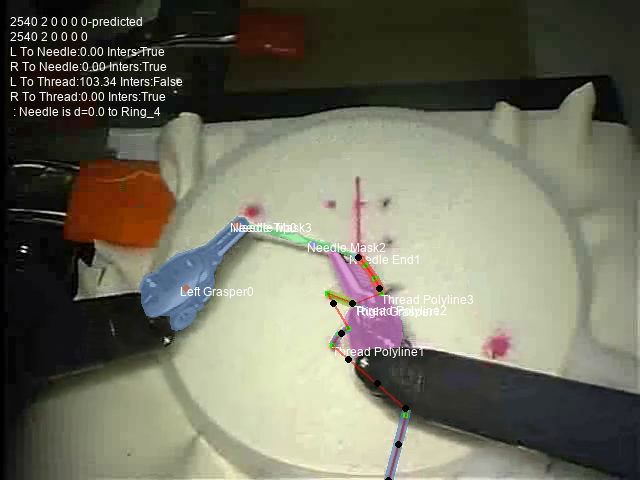 2540 2 0 0 0 0-predicted
2540 2 0 0 0 0
L To Needle:0.00 Inters:True
R To Needle:0.00 Inters:True
L To Thread:103.34 Inters:False
R To Thread:0.00 Inters:True
: Needle is d=0.0 to Ring_4
Needle Mask3
Needle Mask2
Needle End1
Left Grasper0
Thread Polyline3
Thread Polyline1